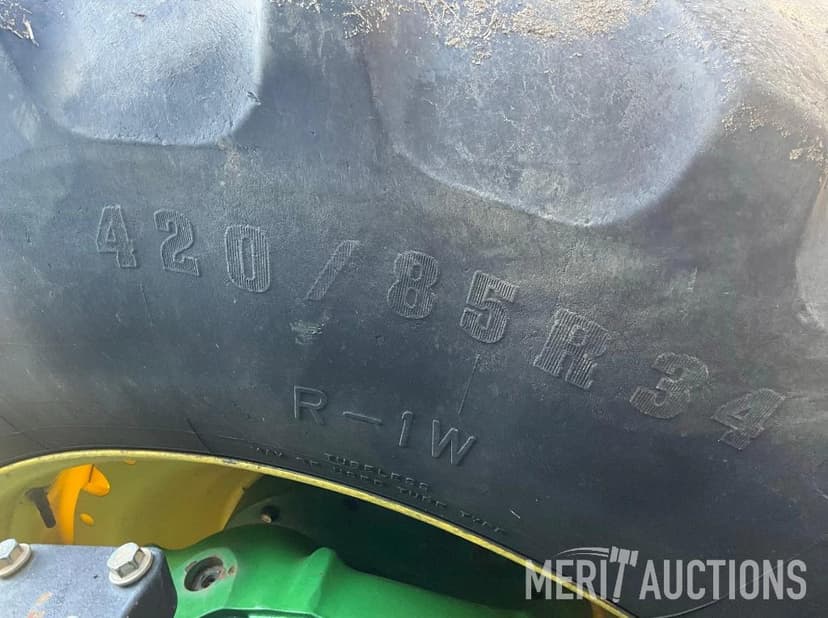 420/85R34
R-1W
TUBELESS
MERIT AUCTIONS